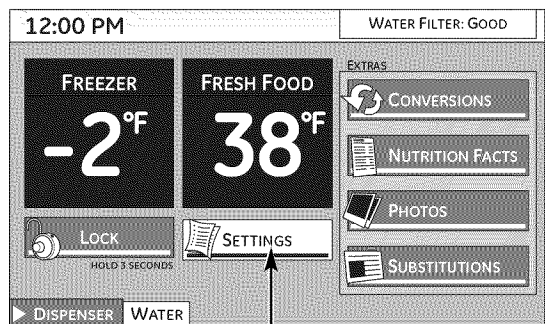 12:00 PM
WATER FILTER: GOOD
FREEZER
-2°F
FRESH FOOD
38°F
EXTRAS
CONVERSIONS
NUTRITION FACTS
PHOTOS
SUBSTITUTIONS
LOCK
HOLD 3 SECONDS
SETTINGS
DISPENSER
WATER